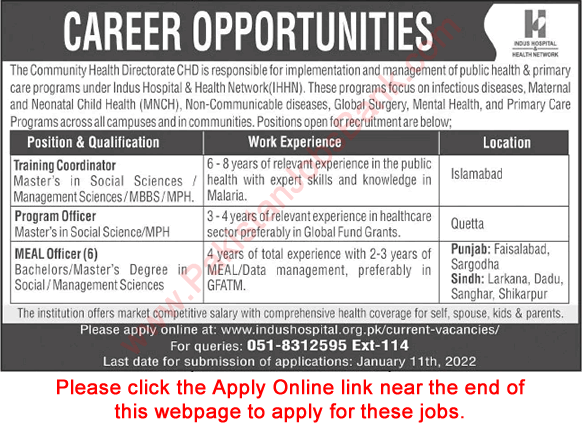 CAREER OPPORTUNITIES
INDUS HOSPITAL &
HEALTH NETWORK
The Community Health Directorate CHD is responsible for implementation and management of public health & primary
care programs under Indus Hospital & Health Network(IHHN). These programs focus on infectious diseases, Maternal
and Neonatal Child Health (MNCH), Non-Communicable diseases, Global Surgery, Mental Health, and Primary Care
Programs across all campuses and in communities. Positions open for recruitment are below;
Position & Qualification Work Experience Location
Training Coordinator
Master's in Social Sciences /
Management Sciences / MBBS / MPH.
6 - 8 years of relevant experience in the public
health with expert skills and knowledge in
Malaria.
Islamabad
Program Officer
Master's in Social Science/MPH
3 - 4 years of relevant experience in healthcare
sector preferably in Global Fund Grants.
Quetta
MEAL Officer (6)
Bachelors/Master's Degree in
Social / Management Sciences
4 years of total experience with 2-3 years of
MEAL/Data management, preferably in
GFATM.
Punjab: Faisalabad,
Sargodha
Sindh: Larkana, Dadu,
Sanghar, Shikarpur
The institution offers market competitive salary with comprehensive health coverage for self, spouse, kids & parents.
Please apply online at: www.indushospital.org.pk/current-vacancies/
For queries: 051-8312595 Ext-114
Last date for submission of applications: January 11th, 2022
www.PakistanJobsBank.com
Please click the Apply Online link near the end of
this webpage to apply for these jobs.